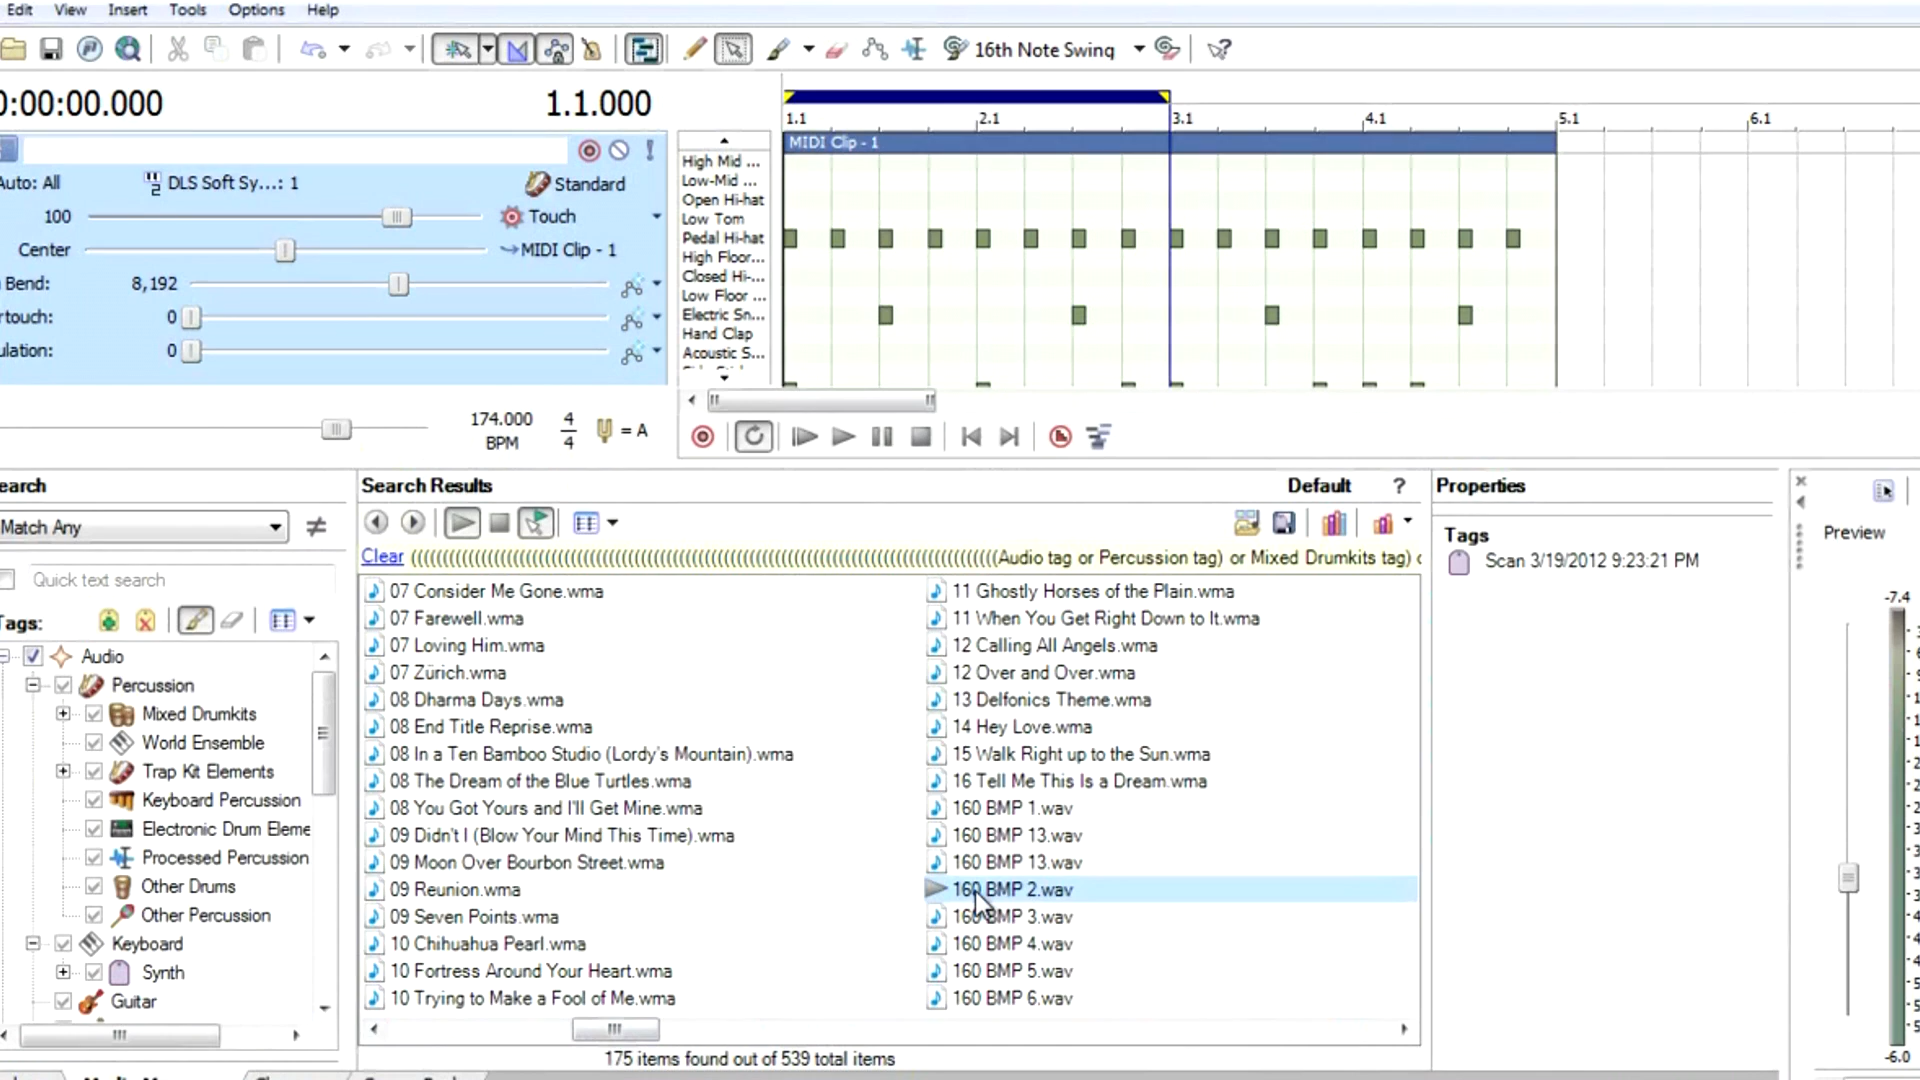 Edit View Insert Tools Options Help
16th Note Swing
0:00:00.000 1.1.000
1.1 2.1 3.1 4.1 5.1 6.1
MIDI Clip - 1
Auto: All DLS Soft Sy...: 1 Standard
100 Touch
Center MIDI Clip - 1
Bend: 8,192
rtouch: 0
ulation: 0
174.000 BPM 4/4 = A
High Mid ...
Low-Mid ...
Open Hi-hat
Low Tom
Pedal Hi-hat
High Floor...
Closed Hi-...
Low Floor ...
Electric Sn...
Hand Clap
Acoustic S...
earch
Match Any
Quick text search
Tags:
Audio
Percussion
Mixed Drumkits
World Ensemble
Trap Kit Elements
Keyboard Percussion
Electronic Drum Eleme
Processed Percussion
Other Drums
Other Percussion
Keyboard
Synth
Guitar
Search Results Default ?
Clear ((((((((((((((((((((((((((((((((((((((((((((((((((((((((((((((((((((((((((((((((((((((((((((Audio tag or Percussion tag) or Mixed Drumkits tag) o
07 Consider Me Gone.wma
07 Farewell.wma
07 Loving Him.wma
07 Zürich.wma
08 Dharma Days.wma
08 End Title Reprise.wma
08 In a Ten Bamboo Studio (Lordy's Mountain).wma
08 The Dream of the Blue Turtles.wma
08 You Got Yours and I'll Get Mine.wma
09 Didn't I (Blow Your Mind This Time).wma
09 Moon Over Bourbon Street.wma
09 Reunion.wma
09 Seven Points.wma
10 Chihuahua Pearl.wma
10 Fortress Around Your Heart.wma
10 Trying to Make a Fool of Me.wma
11 Ghostly Horses of the Plain.wma
11 When You Get Right Down to It.wma
12 Calling All Angels.wma
12 Over and Over.wma
13 Delfonics Theme.wma
14 Hey Love.wma
15 Walk Right up to the Sun.wma
16 Tell Me This Is a Dream.wma
160 BMP 1.wav
160 BMP 13.wav
160 BMP 13.wav
160 BMP 2.wav
160 BMP 3.wav
160 BMP 4.wav
160 BMP 5.wav
160 BMP 6.wav
175 items found out of 539 total items
Properties
Tags
Scan 3/19/2012 9:23:21 PM
Preview
-7.4
-6.0